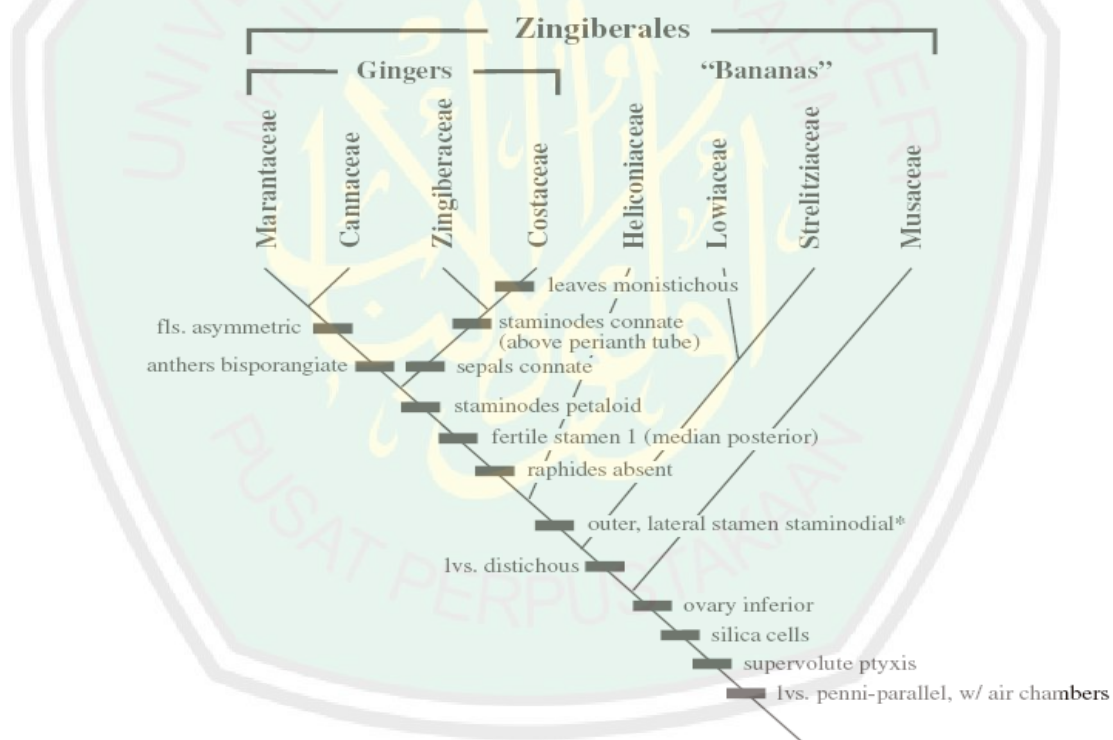 Zingiberales
Gingers
“Bananas”
Marantaceae
Cannaceae
Zingiberaceae
Costaceae
Heliconiaceae
Lowiaceae
Strelitziaceae
Musaceae
leaves monistichous
fls. asymmetric
staminodes connate
(above perianth tube)
anthers bisporangiate
sepals connate
staminodes petaloid
fertile stamen 1 (median posterior)
raphides absent
outer, lateral stamen staminodial*
lvs. distichous
ovary inferior
silica cells
supervolute ptyxis
lvs. penni-parallel, w/ air chambers
PUSAT PERPUSTAKAAN